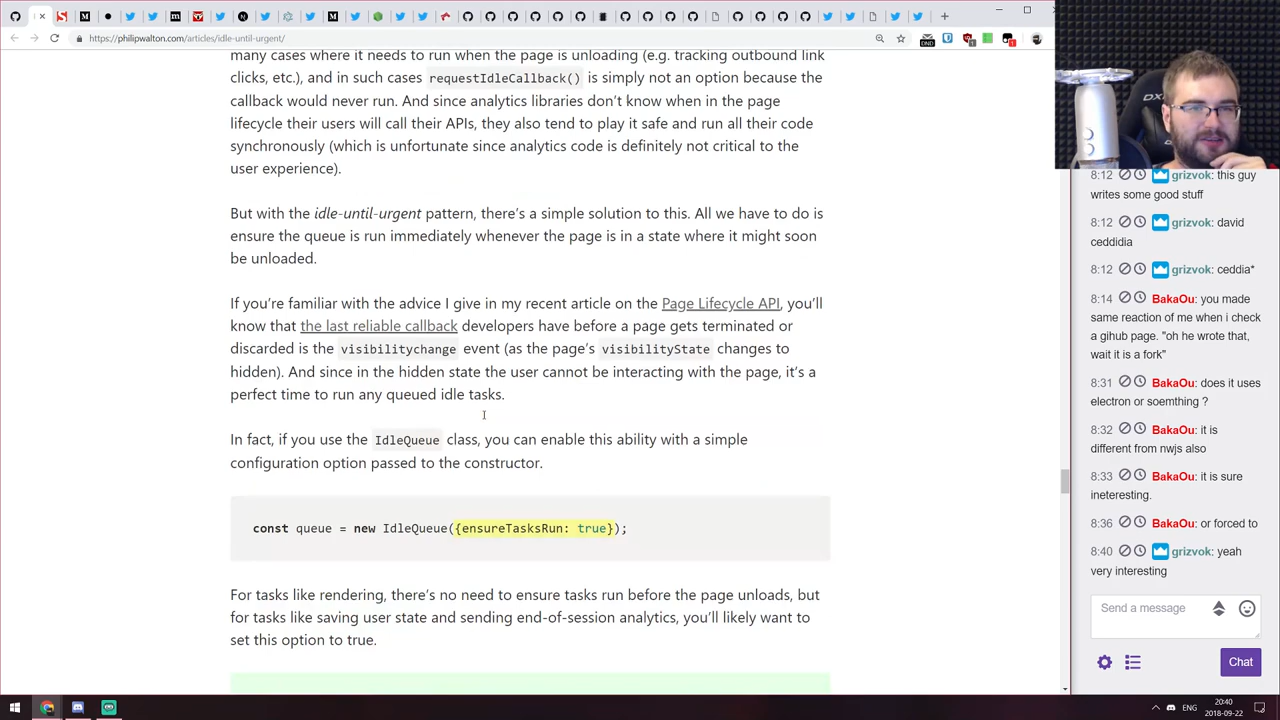 https://philipwalton.com/articles/idle-until-urgent/
many cases where it needs to run when the page is unloading (e.g. tracking outbound link
clicks, etc.), and in such cases requestIdleCallback() is simply not an option because the
callback would never run. And since analytics libraries don't know when in the page
lifecycle their users will call their APIs, they also tend to play it safe and run all their code
synchronously (which is unfortunate since analytics code is definitely not critical to the
user experience).
But with the idle-until-urgent pattern, there's a simple solution to this. All we have to do is
ensure the queue is run immediately whenever the page is in a state where it might soon
be unloaded.
If you're familiar with the advice I give in my recent article on the Page Lifecycle API, you'll
know that the last reliable callback developers have before a page gets terminated or
discarded is the visibilitychange event (as the page's visibilityState changes to
hidden). And since in the hidden state the user cannot be interacting with the page, it's a
perfect time to run any queued idle tasks.
In fact, if you use the IdleQueue class, you can enable this ability with a simple
configuration option passed to the constructor.
const queue = new IdleQueue({ensureTasksRun: true});
For tasks like rendering, there's no need to ensure tasks run before the page unloads, but
for tasks like saving user state and sending end-of-session analytics, you'll likely want to
set this option to true.
8:12 grizvok: this guy
writes some good stuff
8:12 grizvok: david
ceddidia
8:12 grizvok: ceddia*
8:14 BakaOu: you made
same reaction of me when i check
a gihub page. "oh he wrote that,
wait it is a fork"
8:31 BakaOu: does it uses
electron or soemthing ?
8:32 BakaOu: it is
different from nwjs also
8:33 BakaOu: it is sure
ineteresting.
8:36 BakaOu: or forced to
8:40 grizvok: yeah
very interesting
Send a message
Chat
ENG
20:40
2018-09-22